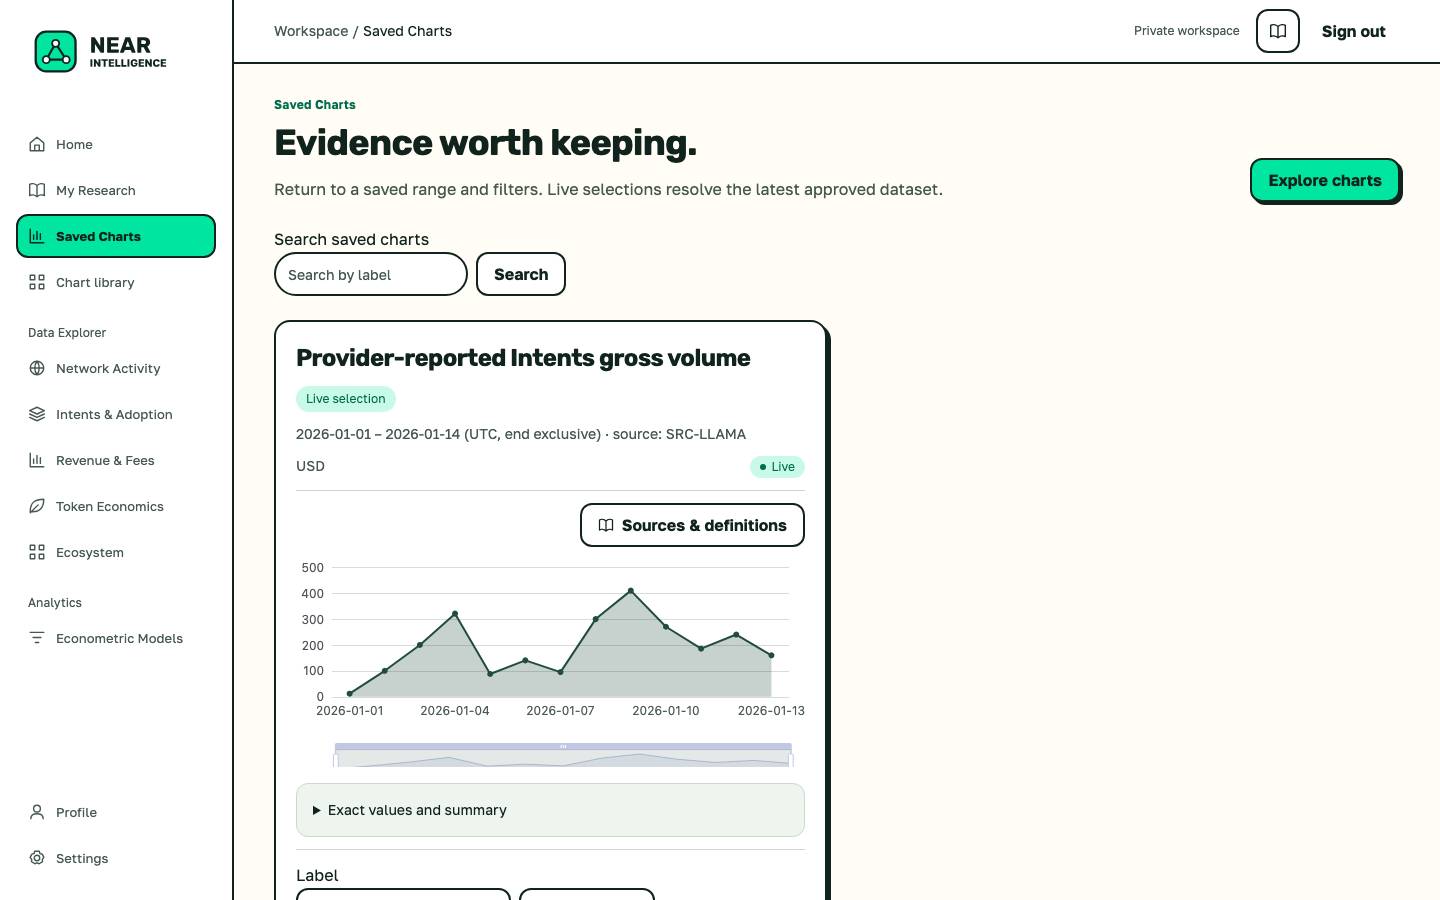 NEAR
INTELLIGENCE
Home
My Research
Saved Charts
Chart library
Data Explorer
Network Activity
Intents & Adoption
Revenue & Fees
Token Economics
Ecosystem
Analytics
Econometric Models
Profile
Settings
Workspace / Saved Charts
Private workspace
Sign out
Saved Charts
Evidence worth keeping.
Return to a saved range and filters. Live selections resolve the latest approved dataset.
Explore charts
Search saved charts
Search by label
Search
Provider-reported Intents gross volume
Live selection
2026-01-01 – 2026-01-14 (UTC, end exclusive) · source: SRC-LLAMA
USD
Live
Sources & definitions
500
400
300
200
100
0
2026-01-01 2026-01-04 2026-01-07 2026-01-10 2026-01-13
Exact values and summary
Label